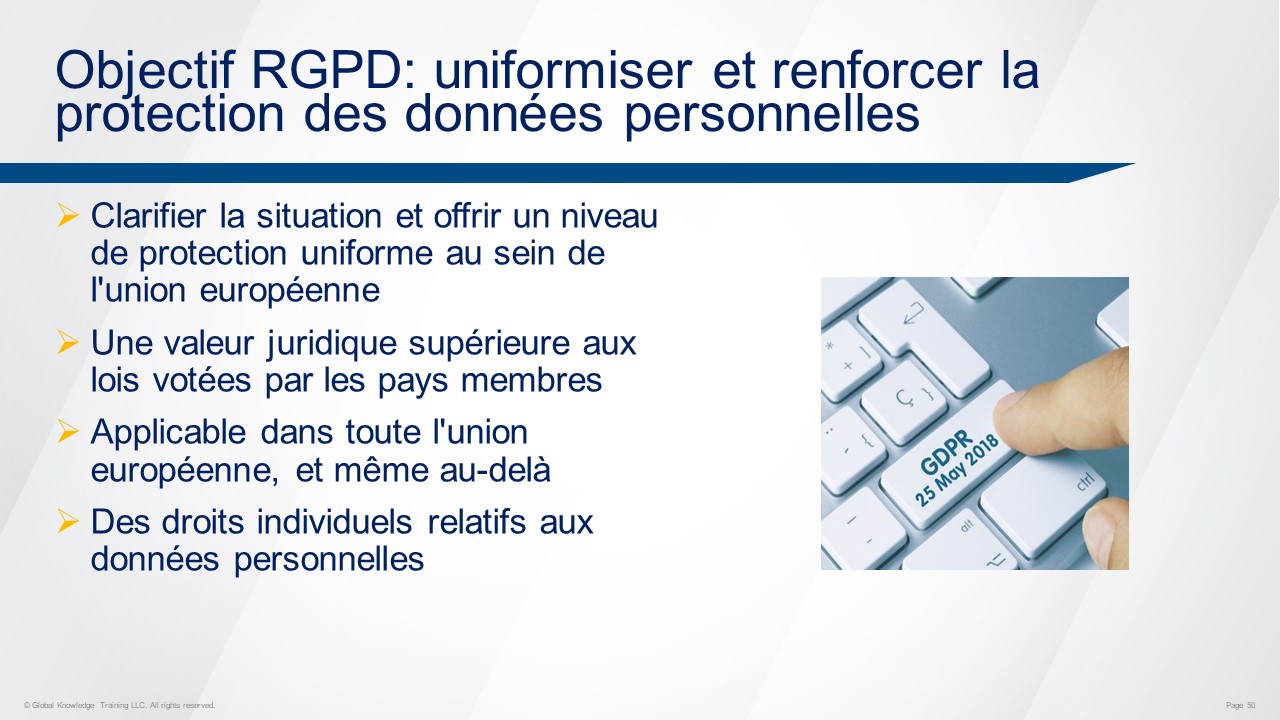 Objectif RGPD: uniformiser et renforcer la
protection des données personnelles
Clarifier la situation et offrir un niveau
de protection uniforme au sein de
l'union européenne
Une valeur juridique supérieure aux
lois votées par les pays membres
Applicable dans toute l'union
européenne, et même au-delà
Des droits individuels relatifs aux
données personnelles
* + ]
Ç }
GDPR
25 May 2018
ctrl
alt
© Global Knowledge Training LLC. All rights reserved.
Page 50